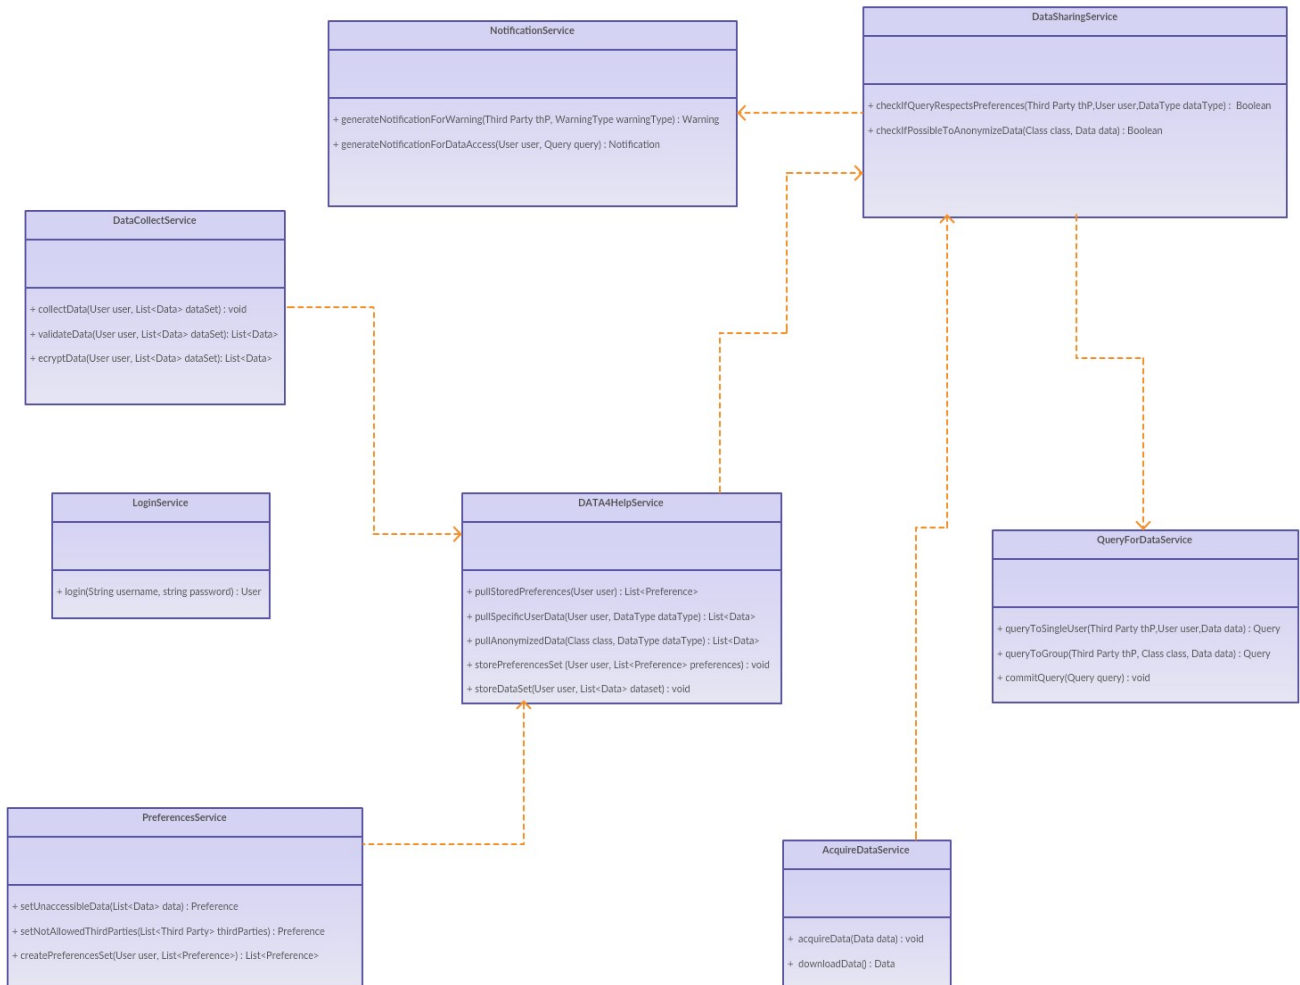 NotificationService
+ generateNotificationForWarning(Third Party thP, WarningType warningType) : Warning
+ generateNotificationForDataAccess(User user, Query query) : Notification
DataSharingService
+ checkIfQueryRespectsPreferences(Third Party thP,User user,DataType dataType) :  Boolean
+ checkIfPossibleToAnonymizeData(Class class, Data data) : Boolean
DataCollectService
+ collectData(User user, List<Data> dataSet) : void
+ validateData(User user, List<Data> dataSet): List<Data>
+ ecryptData(User user, List<Data> dataSet): List<Data>
LoginService
+ login(String username, string password) : User
DATA4HelpService
+ pullStoredPreferences(User user) : List<Preference>
+ pullSpecificUserData(User user, DataType dataType) : List<Data>
+ pullAnonymizedData(Class class, DataType dataType) : List<Data>
+ storePreferencesSet (User user, List<Preference> preferences) : void
+ storeDataSet(User user, List<Data> dataset) : void
QueryForDataService
+ queryToSingleUser(Third Party thP,User user,Data data) : Query
+ queryToGroup(Third Party thP, Class class, Data data) : Query
+ commitQuery(Query query) : void
PreferencesService
+ setUnaccessibleData(List<Data> data) : Preference
+ setNotAllowedThirdParties(List<Third Party> thirdParties) : Preference
+ createPreferencesSet(User user, List<Preference>) : List<Preference>
AcquireDataService
+  acquireData(Data data) : void
+  downloadData() : Data